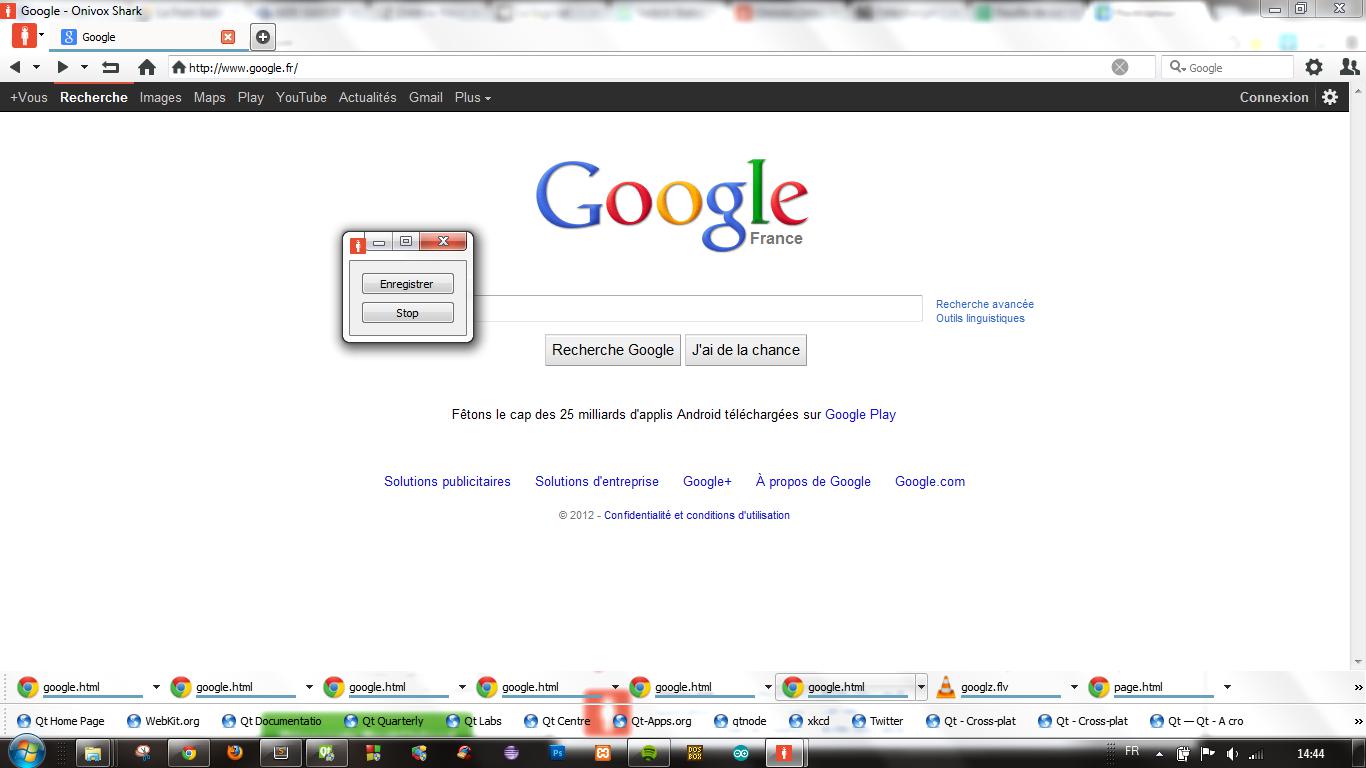 Google - Onivox Shark
Google
http://www.google.fr/
Google
+Vous Recherche Images Maps Play YouTube Actualités Gmail Plus
Connexion
Google
France
Enregistrer
Stop
Recherche avancée
Outils linguistiques
Recherche Google J'ai de la chance
Fêtons le cap des 25 milliards d'applis Android téléchargées sur Google Play
Solutions publicitaires Solutions d'entreprise Google+ À propos de Google Google.com
© 2012 - Confidentialité et conditions d'utilisation
google.html google.html google.html google.html google.html google.html googlz.flv page.html »
Qt Home Page WebKit.org Qt Documentatio Qt Quarterly Qt Labs Qt Centre Qt-Apps.org qtnode xkcd Twitter Qt - Cross-plat Qt - Cross-plat Qt — Qt - A cro »
Ps DOS BOX FR 14:44